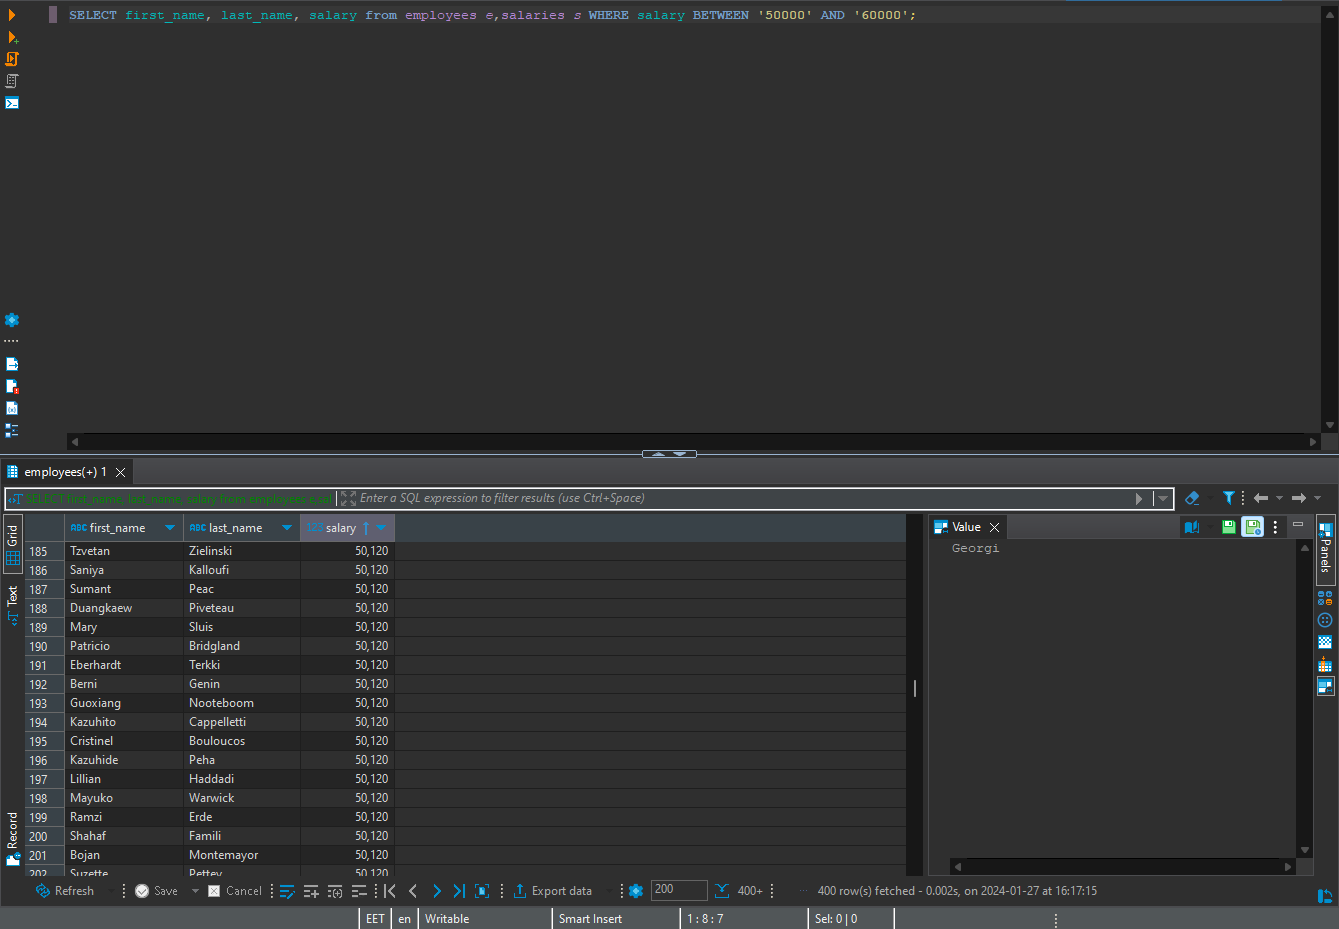 SELECT first_name, last_name, salary from employees e,salaries s WHERE salary BETWEEN '50000' AND '60000';
employees(+) 1
SELECT first_name, last_name, salary from employees e,sal
Enter a SQL expression to filter results (use Ctrl+Space)
Grid
Text
Record
ABC first_name ABC last_name 123 salary
185 Tzvetan Zielinski 50,120
186 Saniya Kalloufi 50,120
187 Sumant Peac 50,120
188 Duangkaew Piveteau 50,120
189 Mary Sluis 50,120
190 Patricio Bridgland 50,120
191 Eberhardt Terkki 50,120
192 Berni Genin 50,120
193 Guoxiang Nooteboom 50,120
194 Kazuhito Cappelletti 50,120
195 Cristinel Bouloucos 50,120
196 Kazuhide Peha 50,120
197 Lillian Haddadi 50,120
198 Mayuko Warwick 50,120
199 Ramzi Erde 50,120
200 Shahaf Famili 50,120
201 Bojan Montemayor 50,120
202 Suzette Pettey 50,120
Value
Georgi
Panels
Refresh Save Cancel Export data 200 400+ 400 row(s) fetched - 0.002s, on 2024-01-27 at 16:17:15
EET en Writable Smart Insert 1 : 8 : 7 Sel: 0 | 0